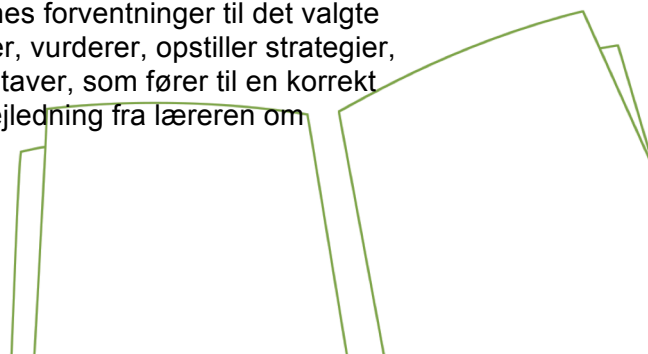 nes forventninger til det valgte
er, vurderer, opstiller strategier,
taver, som fører til en korrekt
ejledning fra læreren om